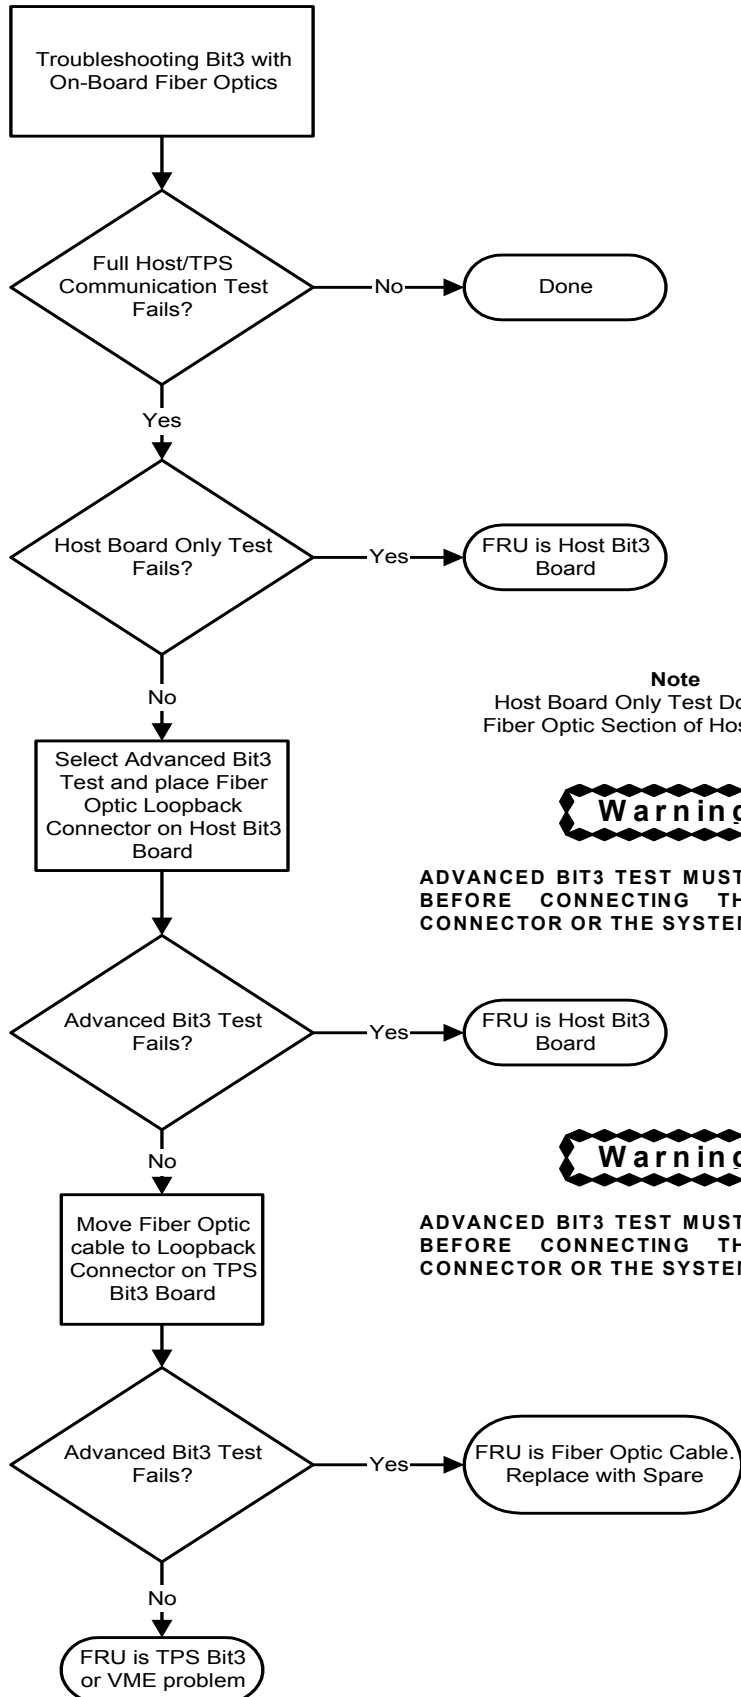 Troubleshooting Bit3 with
On-Board Fiber Optics
Full Host/TPS
Communication Test
Fails?
No
Done
Yes
Host Board Only Test
Fails?
Yes
FRU is Host Bit3
Board
No
Note
Host Board Only Test
Fiber Optic Section of
Select Advanced Bit3
Test and place Fiber
Optic Loopback
Connector on Host Bit3
Board
Warning
ADVANCED BIT3 TEST MUST
BEFORE CONNECTING
CONNECTOR OR THE
Advanced Bit3 Test
Fails?
Yes
FRU is Host Bit3
Board
No
Warning
Move Fiber Optic
cable to Loopback
Connector on TPS
Bit3 Board
ADVANCED BIT3 TEST MUST
BEFORE CONNECTING
CONNECTOR OR THE
Advanced Bit3 Test
Fails?
Yes
FRU is Fiber Optic Cable.
Replace with Spare
No
FRU is TPS Bit3
or VME problem